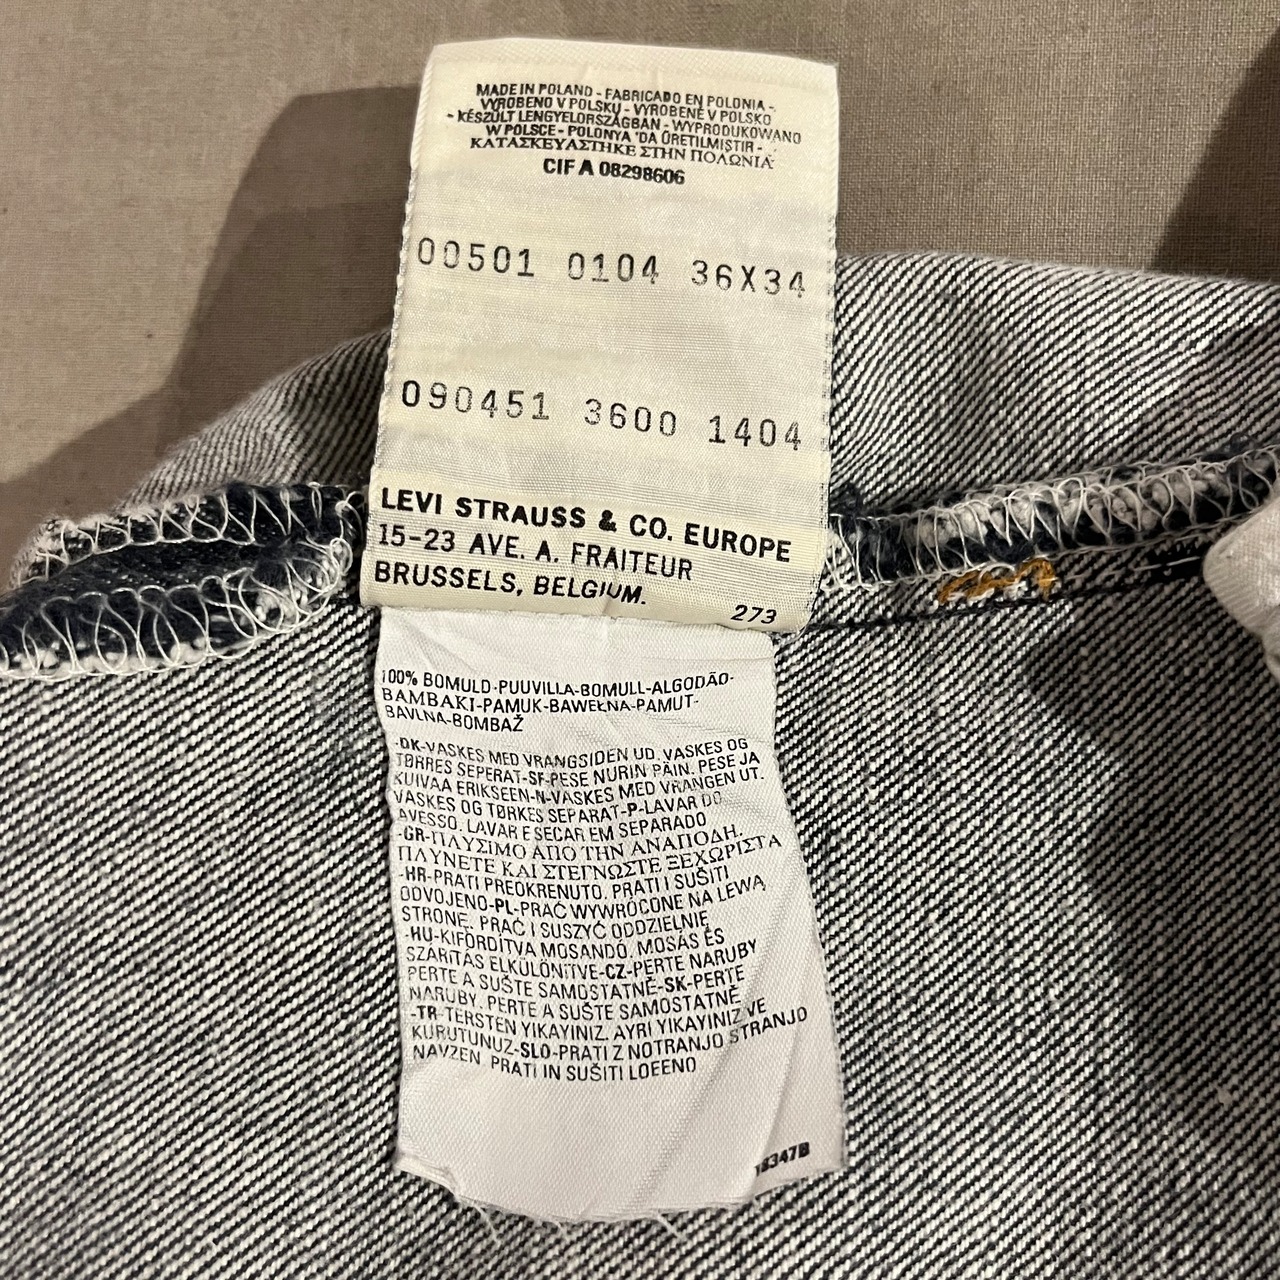 MADE IN POLAND - FABRICADO EN POLONIA -
VYROBENO V POLSKU - VYROBENÉ V POLSKO
- KÉSZÜLT LENGYELORSZÁGBAN - WYPRODUKOWANO
W POLSCE - POLONYA 'DA ÜRETILMISTIR -
ΚΑΤΑΣΚΕΥΑΣΤΗΚΕ ΣΤΗΝ ΠΟΛΩΝΙΑ
CIF A 08298606
00501 0104 36X34
090451 3600 1404
LEVI STRAUSS & CO. EUROPE
15-23 AVE. A. FRAITEUR
BRUSSELS, BELGIUM.
273
100% BOMULD-PUUVILLA-BOMULL-ALGODÃO-
BAMBAKI-PAMUK-BAWEŁNA-PAMUT-
BAVLNA-BOMBAŽ
-DK-VASKES MED VRANGSIDEN UD. VASKES OG
TØRRES SEPERAT-SF-PESE NURIN PÄIN. PESE JA
KUIVAA ERIKSEEN-N-VASKES MED VRANGEN UT.
VASKES OG TØRKES SEPARAT-P-LAVAR DO
AVESSO. LAVAR E SECAR EM SEPARADO
-GR-ΠΛΥΣΙΜΟ ΑΠΟ ΤΗΝ ΑΝΑΠΟΔΗ.
ΠΛΥΝΕΤΕ ΚΑΙ ΣΤΕΓΝΩΣΤΕ ΞΕΧΩΡΙΣΤΑ
-HR-PRATI PREOKRENUTO. PRATI I SUŠITI
ODVOJENO-PL-PRAĆ WYWRÓCONE NA LEWĄ
STRONĘ. PRAĆ I SUSZYĆ ODDZIELNIE
-HU-KIFORDÍTVA MOSANDÓ. MOSÁS ÉS
SZÁRÍTÁS ELKÜLÖNÍTVE-CZ-PERTE NARUBY
PERTE A SUŠTE SAMOSTATNĚ-SK-PERTE
NARUBY. PERTE A SUŠTE SAMOSTATNĚ
-TR-TERSTEN YIKAYINIZ. AYRI YIKAYINIZ VE
KURUTUNUZ-SLO-PRATI Z NOTRANJO STRANJO
NAVZEN PRATI IN SUŠITI LOEENO
18347B